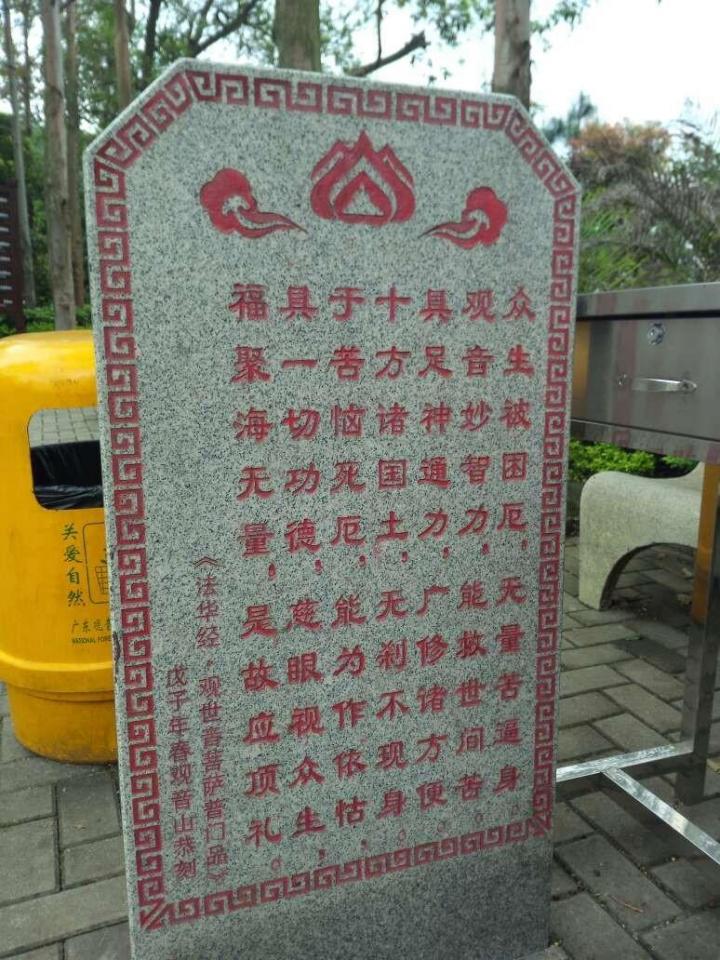 众生被困厄，无量苦逼身
观音妙智力，能救世间苦。
具足神通力，广修诸方便
十方诸国土，无刹不现身。
于苦恼死厄，能为作依怙
具一切功德，慈眼视众生，
福聚海无量，是故应顶礼。
《法华经·观世音菩萨普门品》
戊子年春观音山恭刻
关爱自然